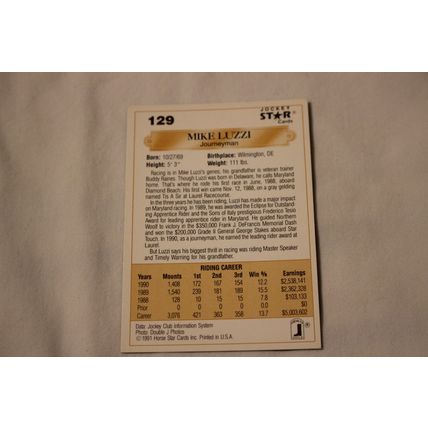 129
JOCKEY
STAR®
Cards
MIKE LUZZI
Journeyman
Born: 10/27/69 Birthplace: Wilmington, DE
Height: 5' 3" Weight: 111 lbs.
Racing is in Mike Luzzi's genes, his grandfather is veteran trainer
Buddy Raines. Though Luzzi was born in Delaware, he calls Maryland
home. That's where he rode his first race in June, 1988, aboard
Diamond Beach. His first win came Nov. 12, 1988, on a gray gelding
named Tis A Sir at Laurel Racecourse.
In the three years he has been riding, Luzzi has made a major
impact on Maryland racing. In 1989, he was awarded the Eclipse for Outstand-
ing Apprentice Rider and the Sons of Italy prestigious Frederico Tesio
Award for leading apprentice rider in Maryland. He guided Northern
Wolf to victory in the $350,000 Frank J. DeFrancis Memorial Dash
and won the $200,000 Grade II General George Stakes aboard Star
Touch. In 1990, as a journeyman, he earned the leading rider award at
Laurel.
But Luzzi says his biggest thrill in racing was riding Master Speaker
and Timely Warning for his grandfather.
RIDING CAREER
Years Mounts 1st 2nd 3rd Win % Earnings
1990 1,408 172 167 154 12.2 $2,538,141
1989 1,540 239 181 189 15.5 $2,362,328
1988 128 10 15 15 7.8 $103,133
Prior 0 0 0 0 0.0 $0
Career 3,076 421 363 358 13.7 $5,003,602
Data: Jockey Club Information System
Photo: Double J Photos
© 1991 Horse Star Cards Inc. Printed in U.S.A.